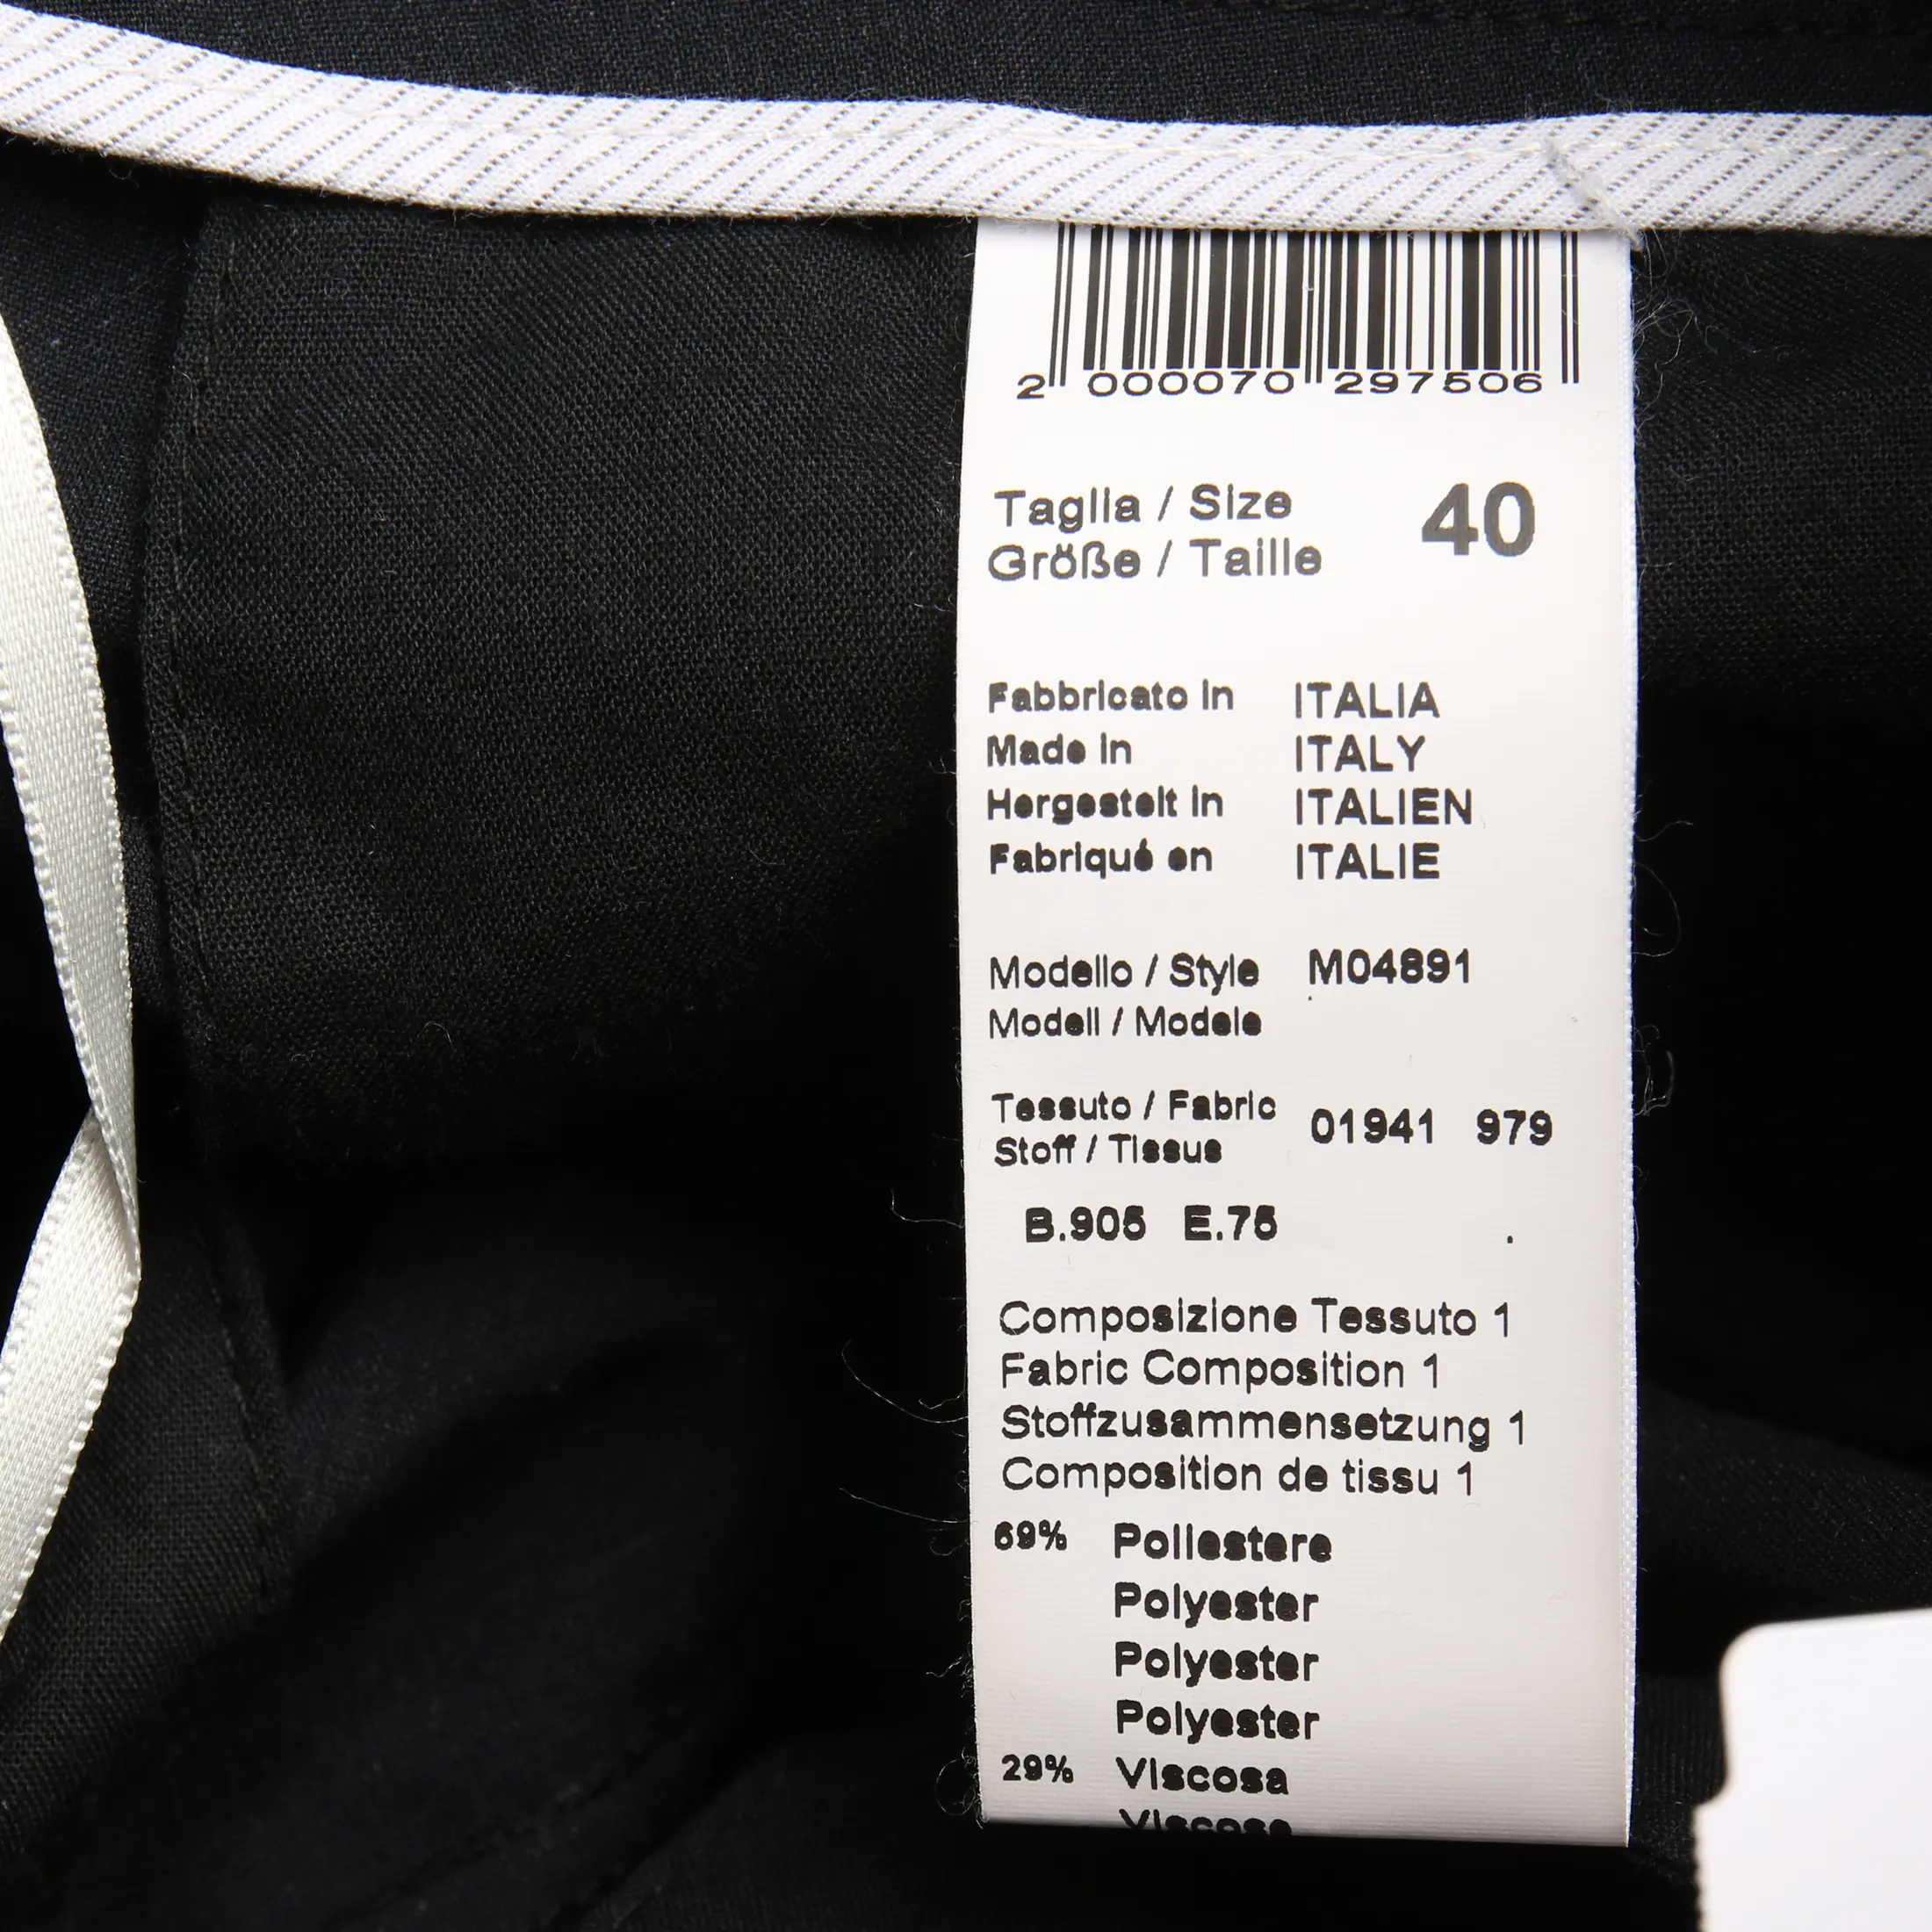 2 000070 297506
Taglia / Size 40
Größe / Taille
Fabbricato in ITALIA
Made in ITALY
Hergestelt in ITALIEN
Fabriqué en ITALIE
Modello / Style M04891
Modell / Modele
Tessuto / Fabric 01941 979
Stoff / Tissus
B.905 E.75
Composizione Tessuto 1
Fabric Composition 1
Stoffzusammensetzung 1
Composition de tissu 1
69% Poliestere
Polyester
Polyester
Polyester
29% Viscosa
Viscose